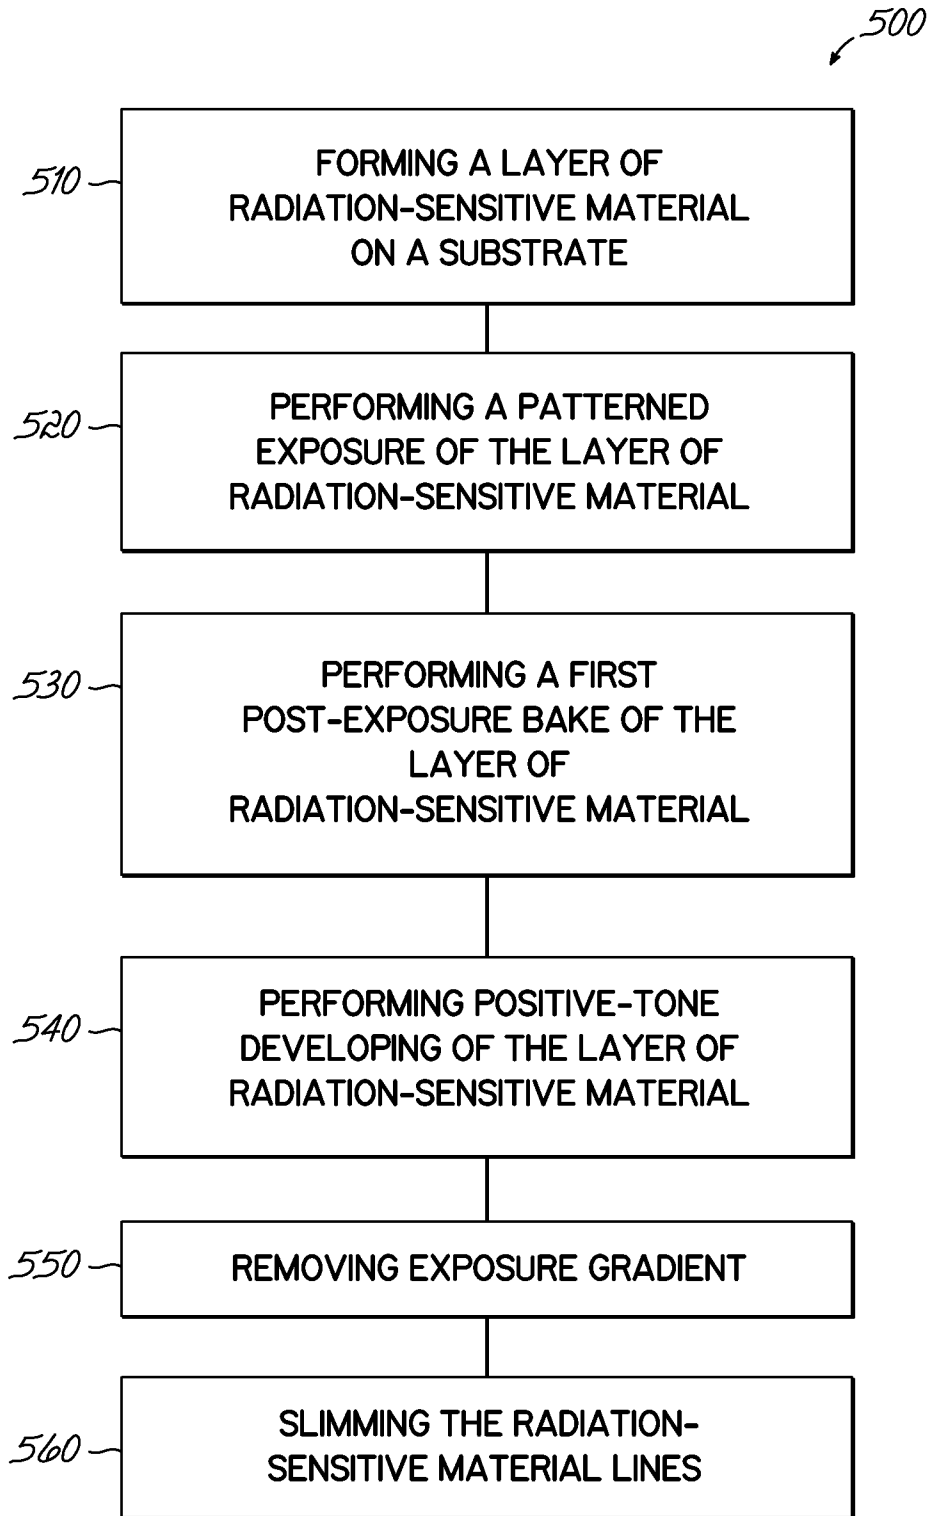 500
510
FORMING A LAYER OF
RADIATION-SENSITIVE MATERIAL
ON A SUBSTRATE
520
PERFORMING A PATTERNED
EXPOSURE OF THE LAYER OF
RADIATION-SENSITIVE MATERIAL
530
PERFORMING A FIRST
POST-EXPOSURE BAKE OF THE
LAYER OF
RADIATION-SENSITIVE MATERIAL
540
PERFORMING POSITIVE-TONE
DEVELOPING OF THE LAYER OF
RADIATION-SENSITIVE MATERIAL
550
REMOVING EXPOSURE GRADIENT
560
SLIMMING THE RADIATION-
SENSITIVE MATERIAL LINES